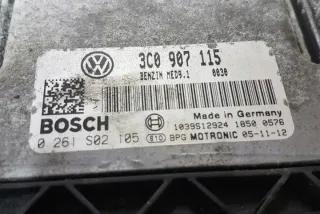 3C0 907 115
BENZIN MED9.1 0030
Made in Germany
BOSCH
1039S12924 1850 0576
0 261 S02 105 BPG MOTRONIC 05-11-12